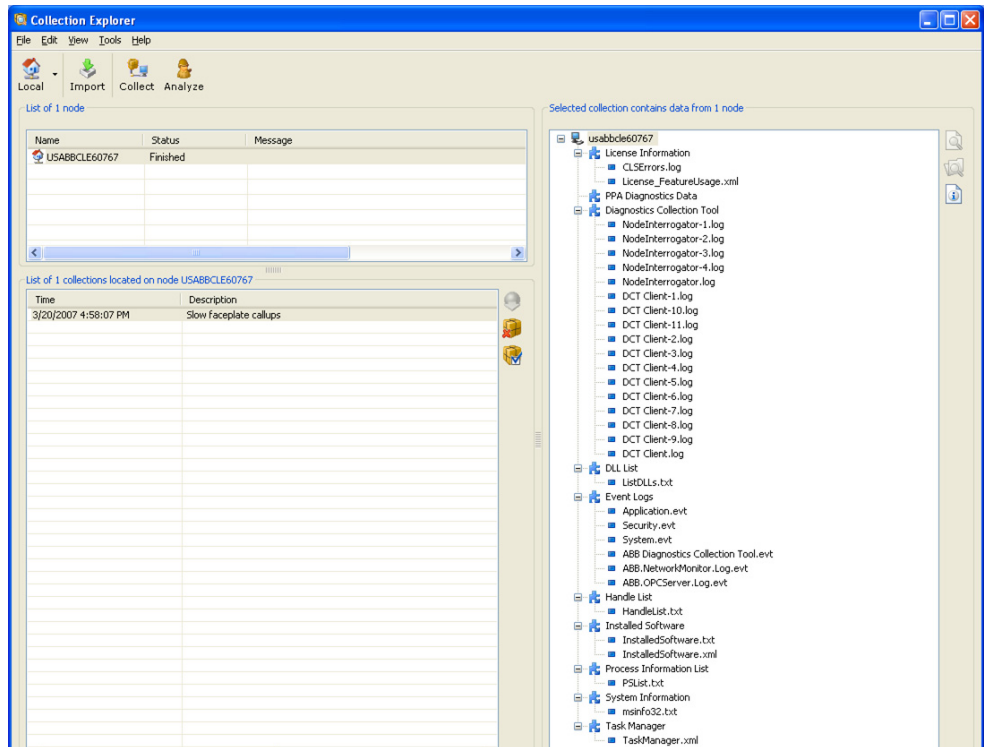 Collection Explorer
File Edit View Tools Help
Local Import Collect Analyze
List of 1 node
Name Status Message
USABBCLE60767 Finished
List of 1 collections located on node USABBCLE60767
Time Description
3/20/2007 4:58:07 PM Slow faceplate callups
Selected collection contains data from 1 node
usabbcle60767
License Information
CLSErrors.log
License_FeatureUsage.xml
PPA Diagnostics Data
Diagnostics Collection Tool
NodeInterrogator-1.log
NodeInterrogator-2.log
NodeInterrogator-3.log
NodeInterrogator-4.log
NodeInterrogator.log
DCT Client-1.log
DCT Client-10.log
DCT Client-11.log
DCT Client-2.log
DCT Client-3.log
DCT Client-4.log
DCT Client-5.log
DCT Client-6.log
DCT Client-7.log
DCT Client-8.log
DCT Client-9.log
DCT Client.log
DLL List
ListDLLs.txt
Event Logs
Application.evt
Security.evt
System.evt
ABB Diagnostics Collection Tool.evt
ABB.NetworkMonitor.Log.evt
ABB.OPCServer.Log.evt
Handle List
HandleList.txt
Installed Software
InstalledSoftware.txt
InstalledSoftware.xml
Process Information List
PSList.txt
System Information
msinfo32.txt
Task Manager
TaskManager.xml